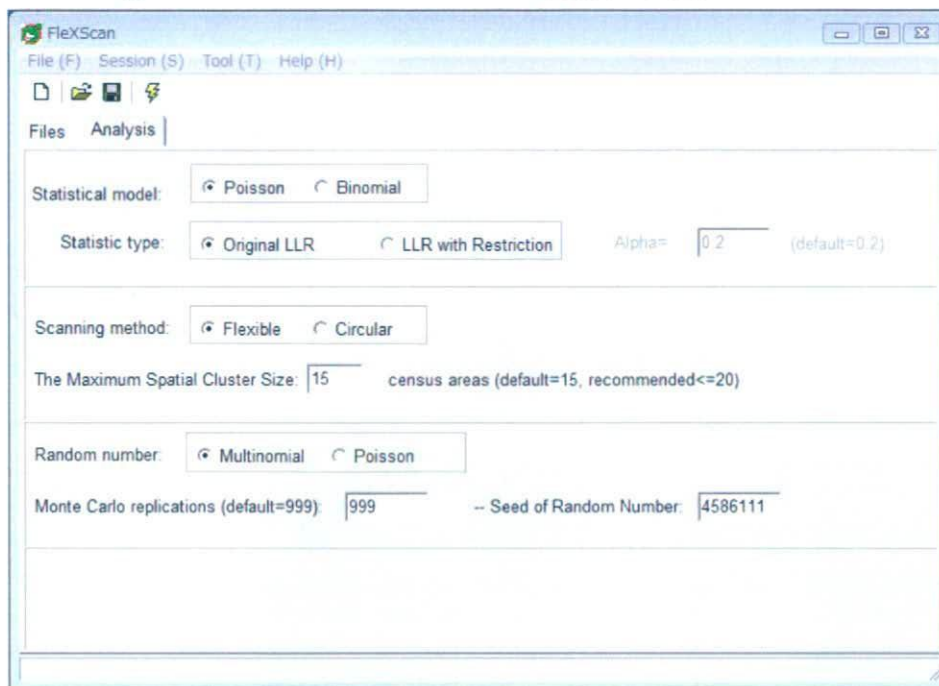 FleXScan
File (F) Session (S) Tool (T) Help (H)
Files Analysis
Statistical model: Poisson Binomial
Statistic type: Original LLR LLR with Restriction Alpha= 0.2 (default=0.2)
Scanning method: Flexible Circular
The Maximum Spatial Cluster Size: 15 census areas (default=15, recommended<=20)
Random number: Multinomial Poisson
Monte Carlo replications (default=999): 999 -- Seed of Random Number: 4586111